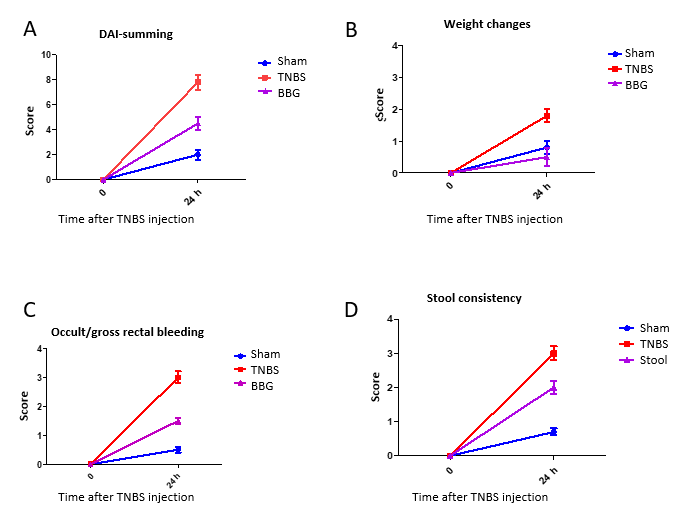 A
DAI-summing
Score
10
8
6
4
2
0
0
24 h
Time after TNBS injection
Sham
TNBS
BBG
B
Weight changes
sScore
4
3
2
1
0
0
24 h
Time after TNBS injection
Sham
TNBS
BBG
C
Occult/gross rectal bleeding
Score
4
3
2
1
0
0
24 h
Time after TNBS injection
Sham
TNBS
BBG
D
Stool consistency
Score
4
3
2
1
0
0
24 h
Time after TNBS injection
Sham
TNBS
Stool